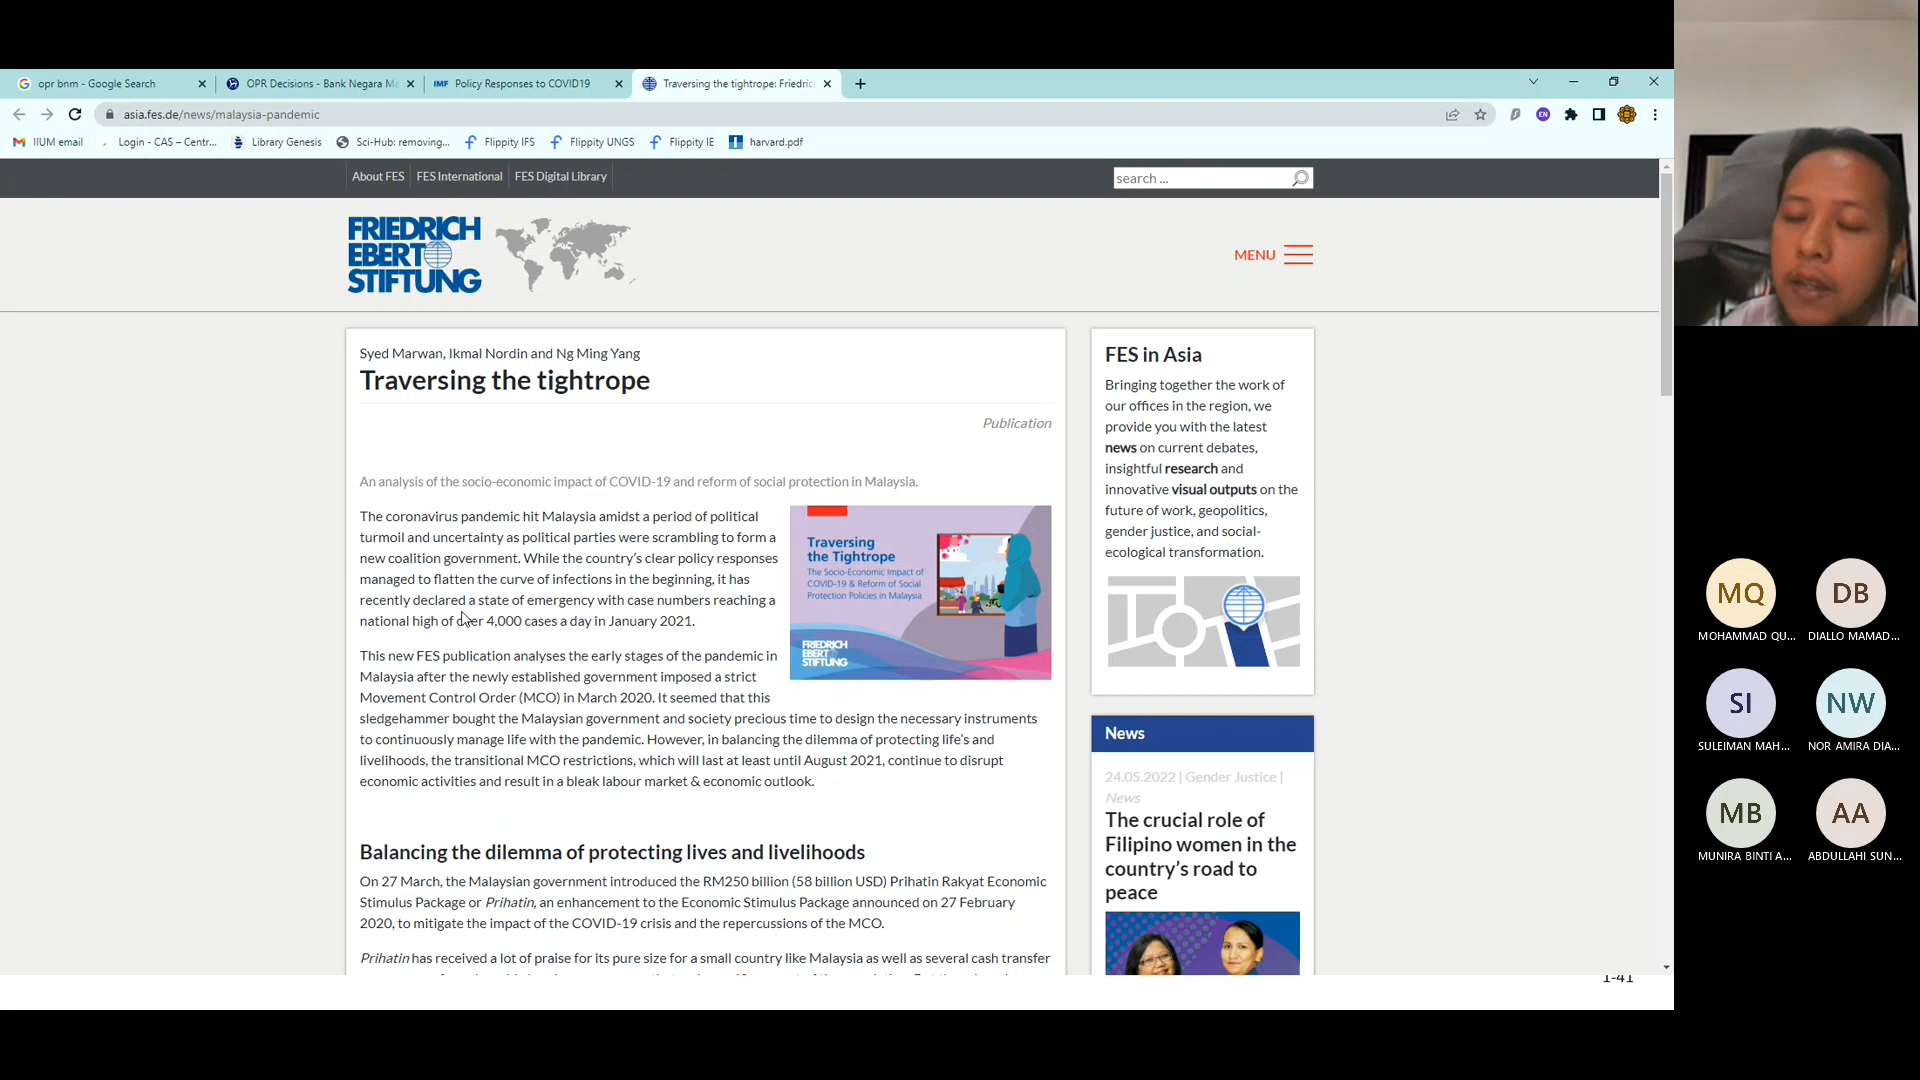 opr bnm - Google Search
OPR Decisions - Bank Negara Ma
IMF Policy Responses to COVID19
Traversing the tightrope: Friedric
asia.fes.de/news/malaysia-pandemic
EN
IIUM email
Login - CAS – Centr...
Library Genesis
Sci-Hub: removing...
Flippity IFS
Flippity UNGS
Flippity IE
harvard.pdf
About FES
FES International
FES Digital Library
search ...
FRIEDRICH
EBERT
STIFTUNG
MENU
Syed Marwan, Ikmal Nordin and Ng Ming Yang
Traversing the tightrope
Publication
An analysis of the socio-economic impact of COVID-19 and reform of social protection in Malaysia.
The coronavirus pandemic hit Malaysia amidst a period of political
turmoil and uncertainty as political parties were scrambling to form a
new coalition government. While the country’s clear policy responses
managed to flatten the curve of infections in the beginning, it has
recently declared a state of emergency with case numbers reaching a
national high of over 4,000 cases a day in January 2021.
Traversing
the Tightrope
The Socio-Economic Impact of
COVID-19 & Reform of Social
Protection Policies in Malaysia
FRIEDRICH
EBERT
STIFTUNG
This new FES publication analyses the early stages of the pandemic in
Malaysia after the newly established government imposed a strict
Movement Control Order (MCO) in March 2020. It seemed that this
sledgehammer bought the Malaysian government and society precious time to design the necessary instruments
to continuously manage life with the pandemic. However, in balancing the dilemma of protecting life’s and
livelihoods, the transitional MCO restrictions, which will last at least until August 2021, continue to disrupt
economic activities and result in a bleak labour market & economic outlook.
Balancing the dilemma of protecting lives and livelihoods
On 27 March, the Malaysian government introduced the RM250 billion (58 billion USD) Prihatin Rakyat Economic
Stimulus Package or Prihatin, an enhancement to the Economic Stimulus Package announced on 27 February
2020, to mitigate the impact of the COVID-19 crisis and the repercussions of the MCO.
Prihatin has received a lot of praise for its pure size for a small country like Malaysia as well as several cash transfer
FES in Asia
Bringing together the work of
our offices in the region, we
provide you with the latest
news on current debates,
insightful research and
innovative visual outputs on the
future of work, geopolitics,
gender justice, and social-
ecological transformation.
News
24.05.2022 | Gender Justice |
News
The crucial role of
Filipino women in the
country’s road to
peace
1-41
MQ
MOHAMMAD QU...
DB
DIALLO MAMAD...
SI
SULEIMAN MAH...
NW
NOR AMIRA DIA...
MB
MUNIRA BINTI A...
AA
ABDULLAHI SUN...